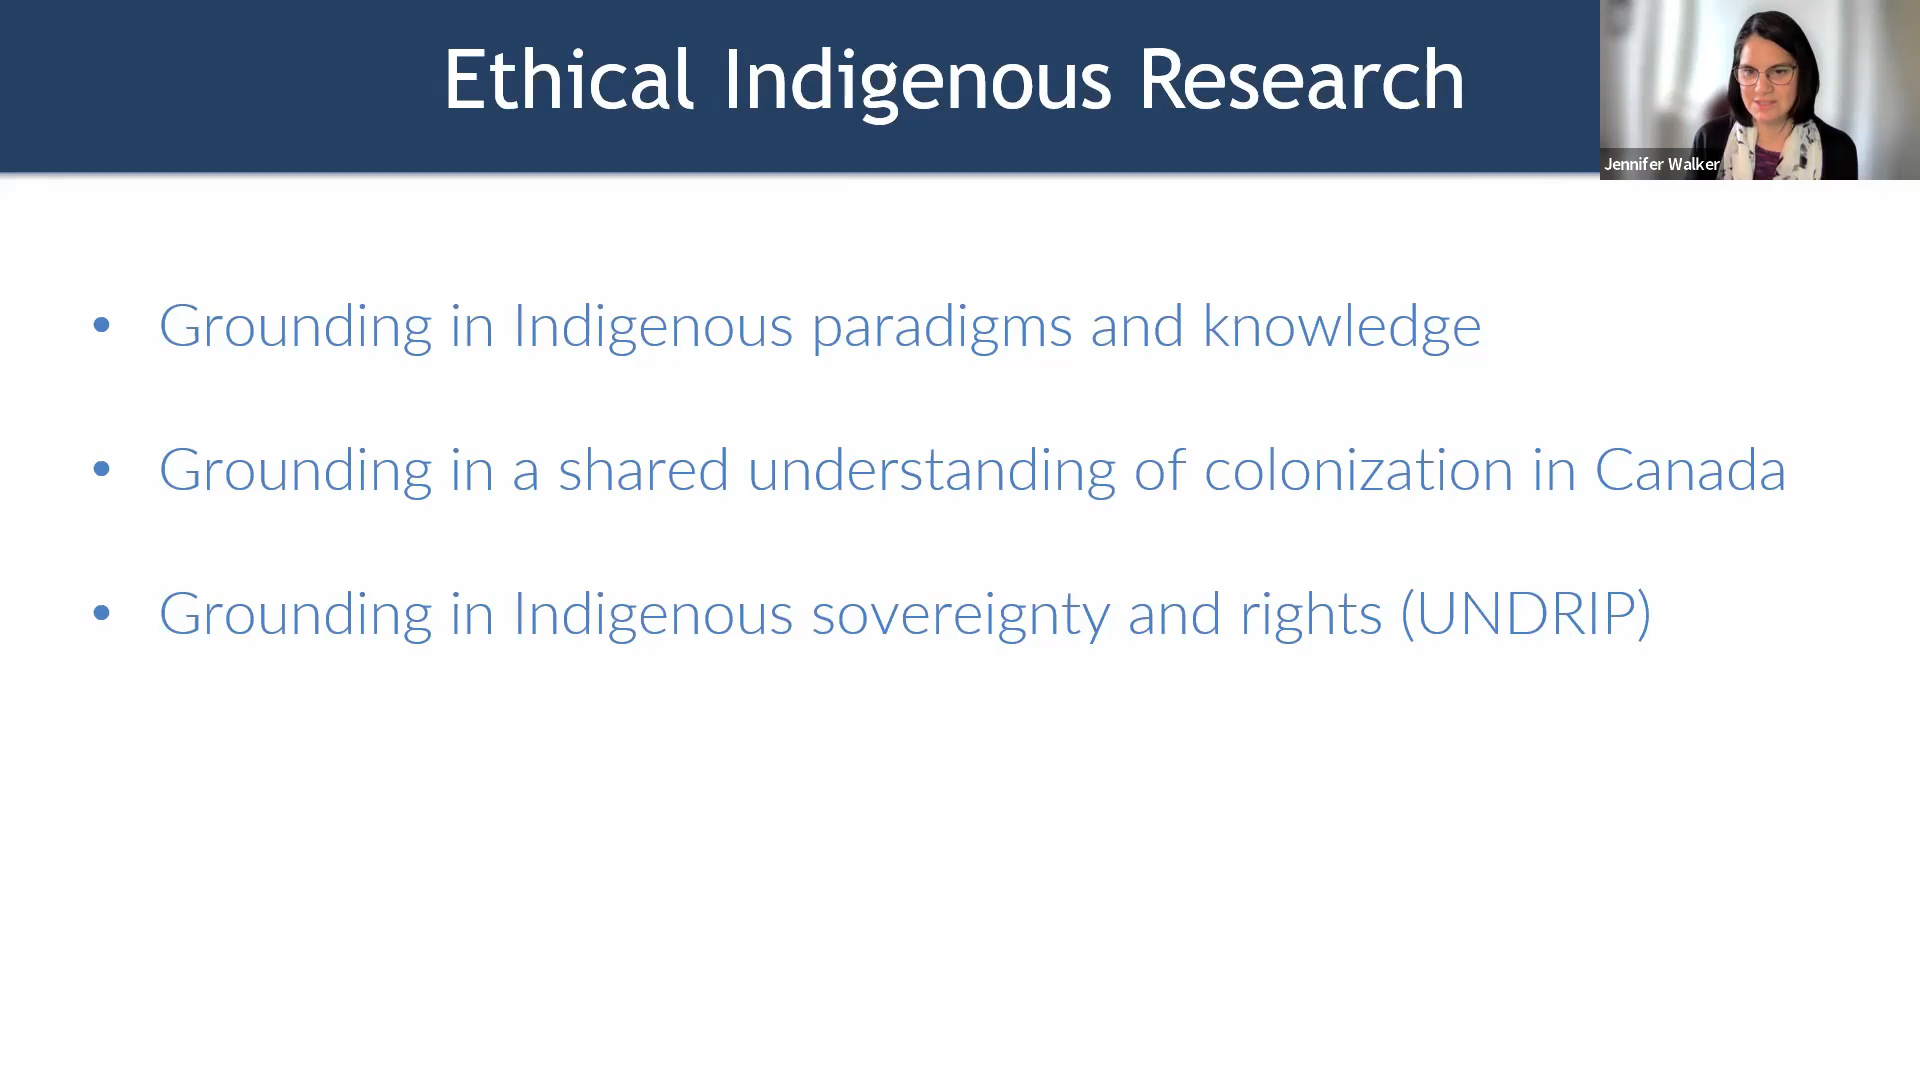 Ethical Indigenous Research
Jennifer Walker
• Grounding in Indigenous paradigms and knowledge
• Grounding in a shared understanding of colonization in Canada
• Grounding in Indigenous sovereignty and rights (UNDRIP)